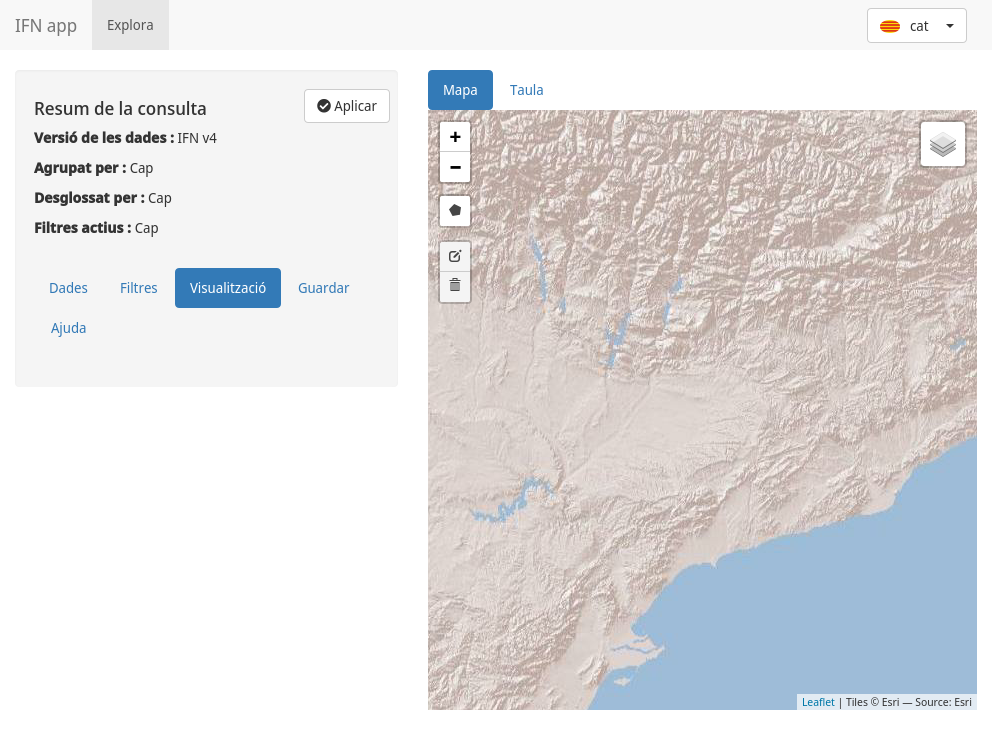 IFN app
Explora
cat
Resum de la consulta
Aplicar
Versió de les dades : IFN v4
Agrupat per : Cap
Desglossat per : Cap
Filtres actius : Cap
Dades
Filtres
Visualització
Guardar
Ajuda
Mapa
Taula
+
−
Leaflet | Tiles © Esri — Source: Esri